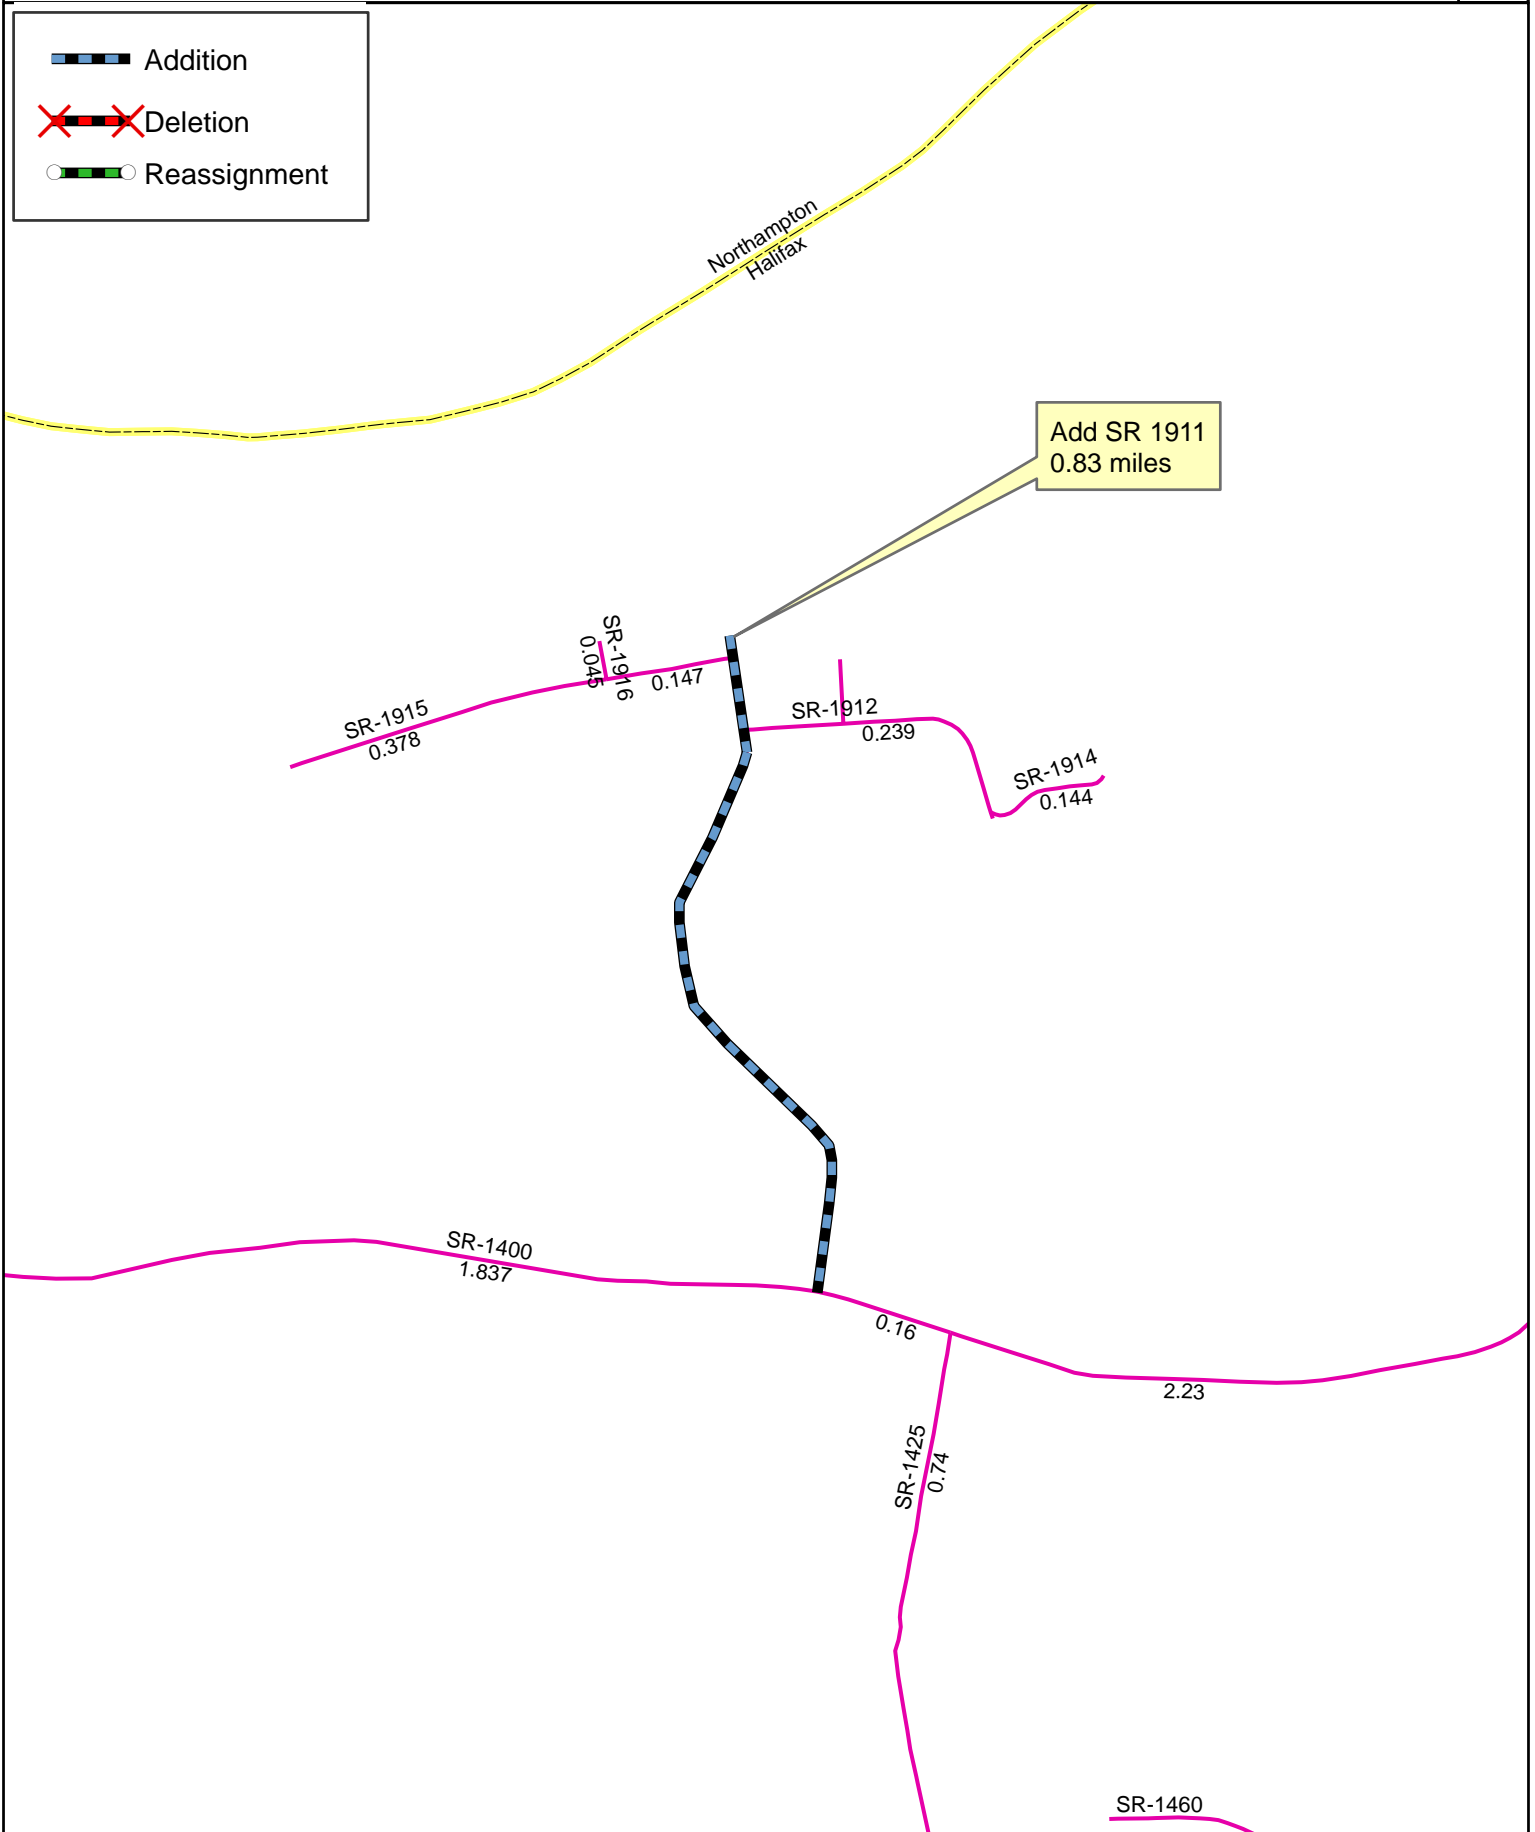 Addition
Deletion
Reassignment
Northampton
Halifax
Add SR 1911
0.83 miles
SR-1916
0.045
0.147
SR-1915
0.378
SR-1912
0.239
SR-1914
0.144
SR-1400
1.837
0.16
2.23
SR-1425
0.74
SR-1460